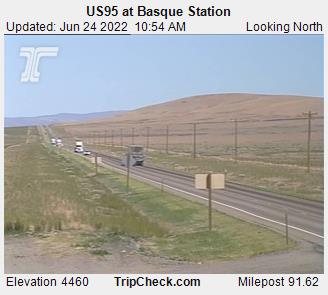 US95 at Basque Station
Updated: Jun 24 2022 10:54 AM Looking North
Elevation 4460 TripCheck.com Milepost 91.62